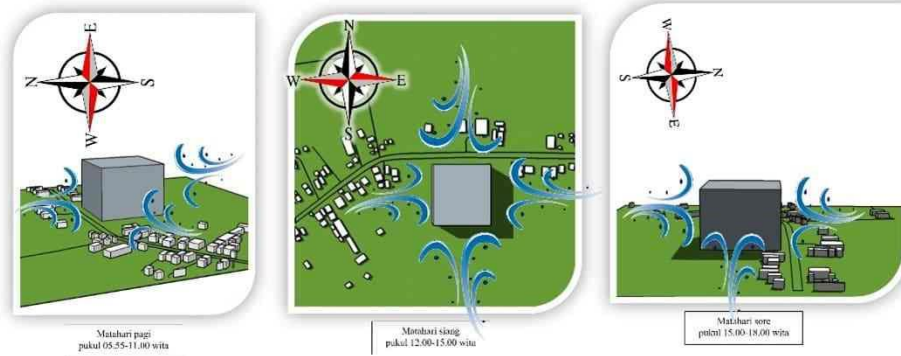 E
N S
W
N
W E
S
W
S N
E
Matahari pagi
pukul 05.55-11.00 wita
Matahari siang
pukul 12.00-15.00 wita
Matahari sore
pukul 15.00-18.00 wita